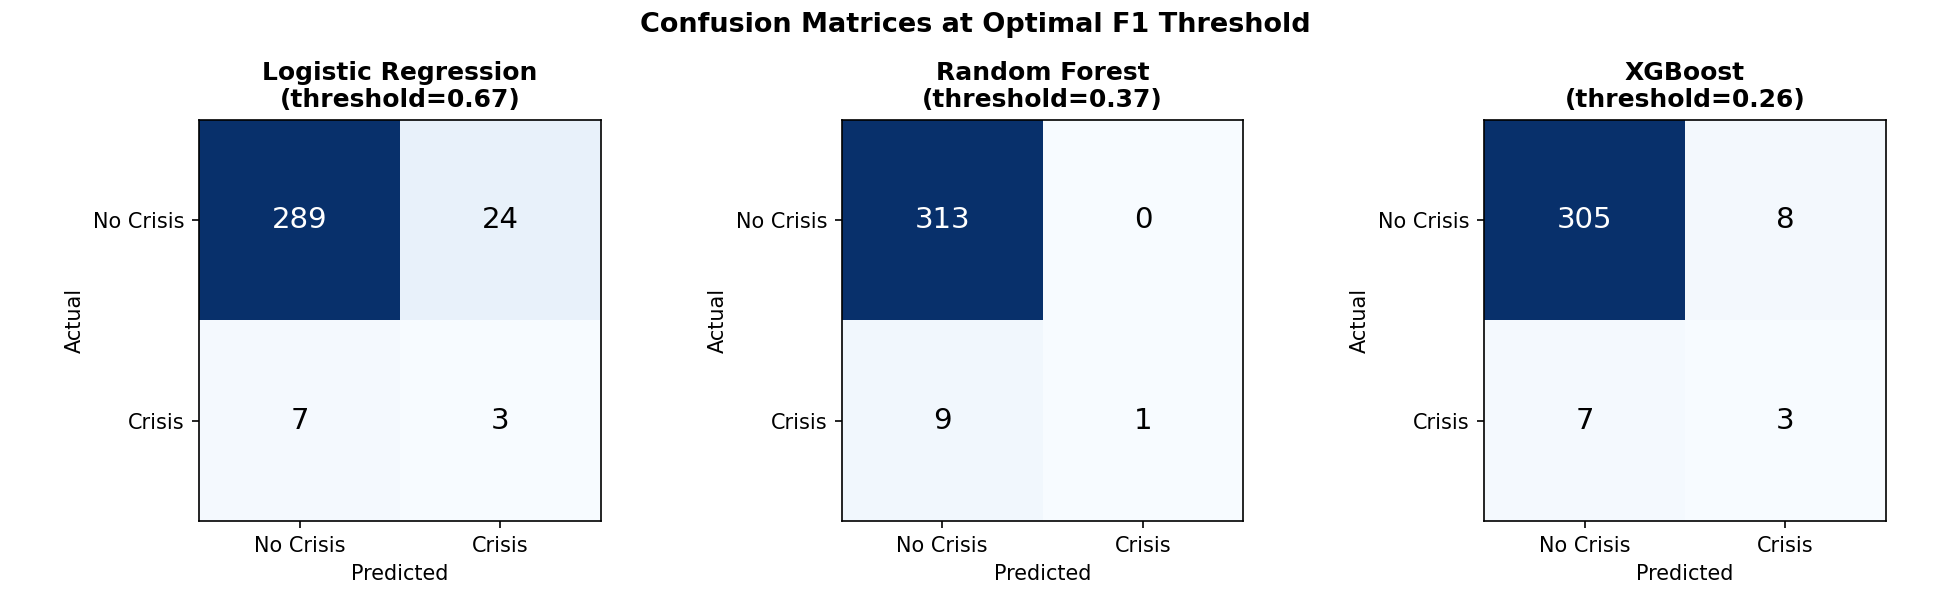 Confusion Matrices at Optimal F1 Threshold
Logistic Regression
(threshold=0.67)
Actual
No Crisis
289
24
Crisis
7
3
No Crisis
Crisis
Predicted
Random Forest
(threshold=0.37)
Actual
No Crisis
313
0
Crisis
9
1
No Crisis
Crisis
Predicted
XGBoost
(threshold=0.26)
Actual
No Crisis
305
8
Crisis
7
3
No Crisis
Crisis
Predicted